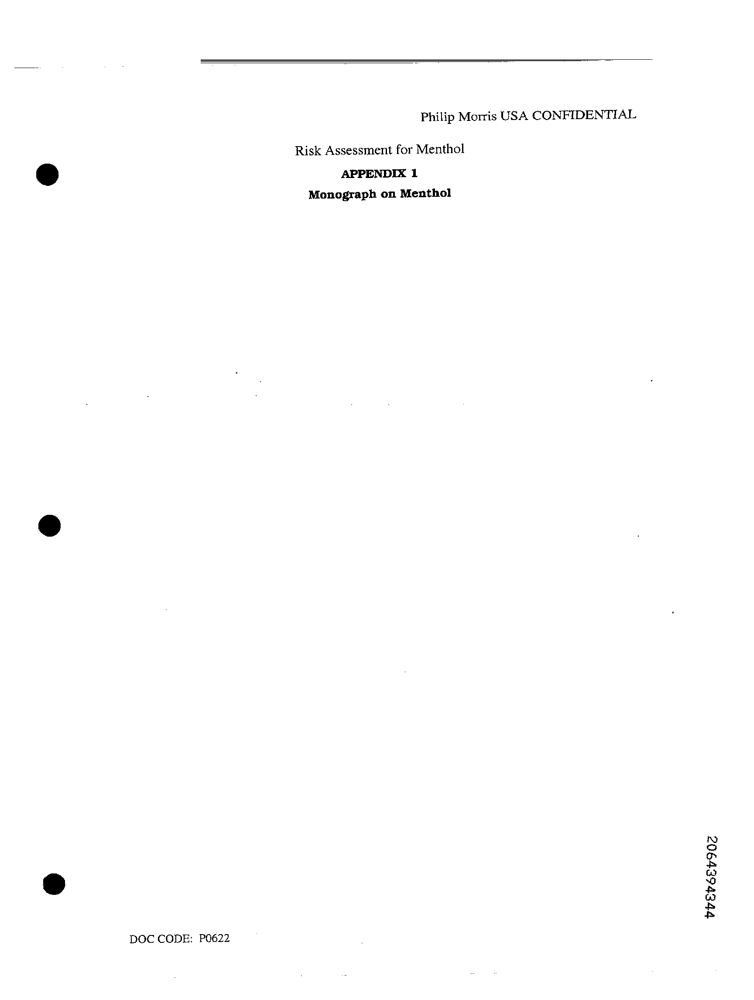 Philip Morris USA CONFIDENTIAL
Risk Assessment for Menthol
APPENDIX 1
Monograph on Menthol
2064394344
DOC CODE: P0622